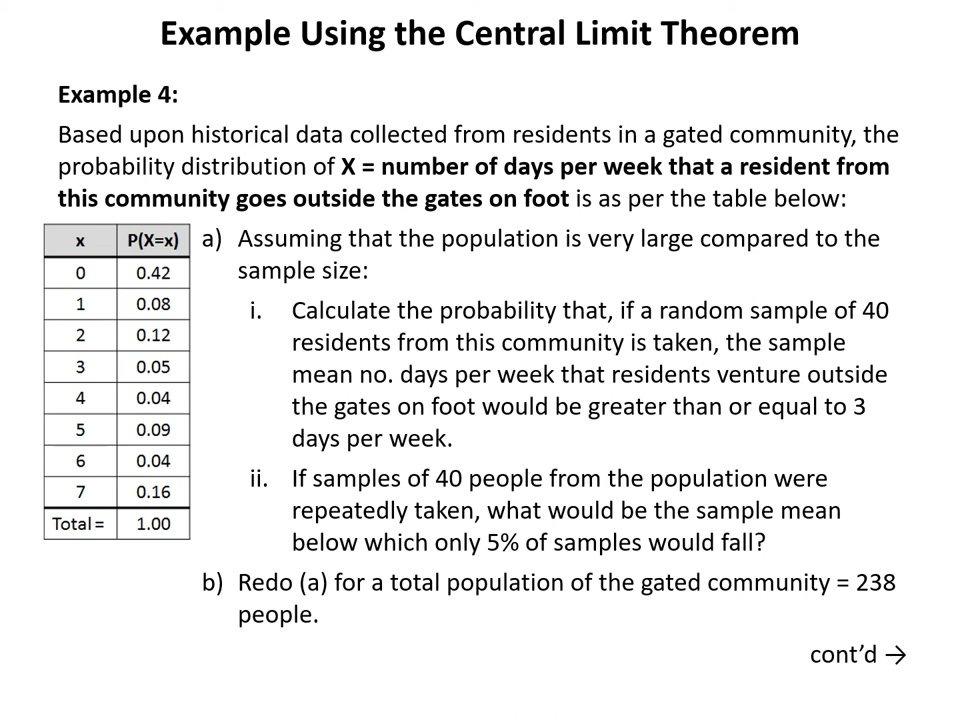 Example Using the Central Limit Theorem
Example 4:
Based upon historical data collected from residents in a gated community, the
probability distribution of X = number of days per week that a resident from
this community goes outside the gates on foot is as per the table below:
x P(X=x)
0 0.42
1 0.08
2 0.12
3 0.05
4 0.04
5 0.09
6 0.04
7 0.16
Total = 1.00
a) Assuming that the population is very large compared to the
sample size:
i. Calculate the probability that, if a random sample of 40
residents from this community is taken, the sample
mean no. days per week that residents venture outside
the gates on foot would be greater than or equal to 3
days per week.
ii. If samples of 40 people from the population were
repeatedly taken, what would be the sample mean
below which only 5% of samples would fall?
b) Redo (a) for a total population of the gated community = 238
people.
cont’d →